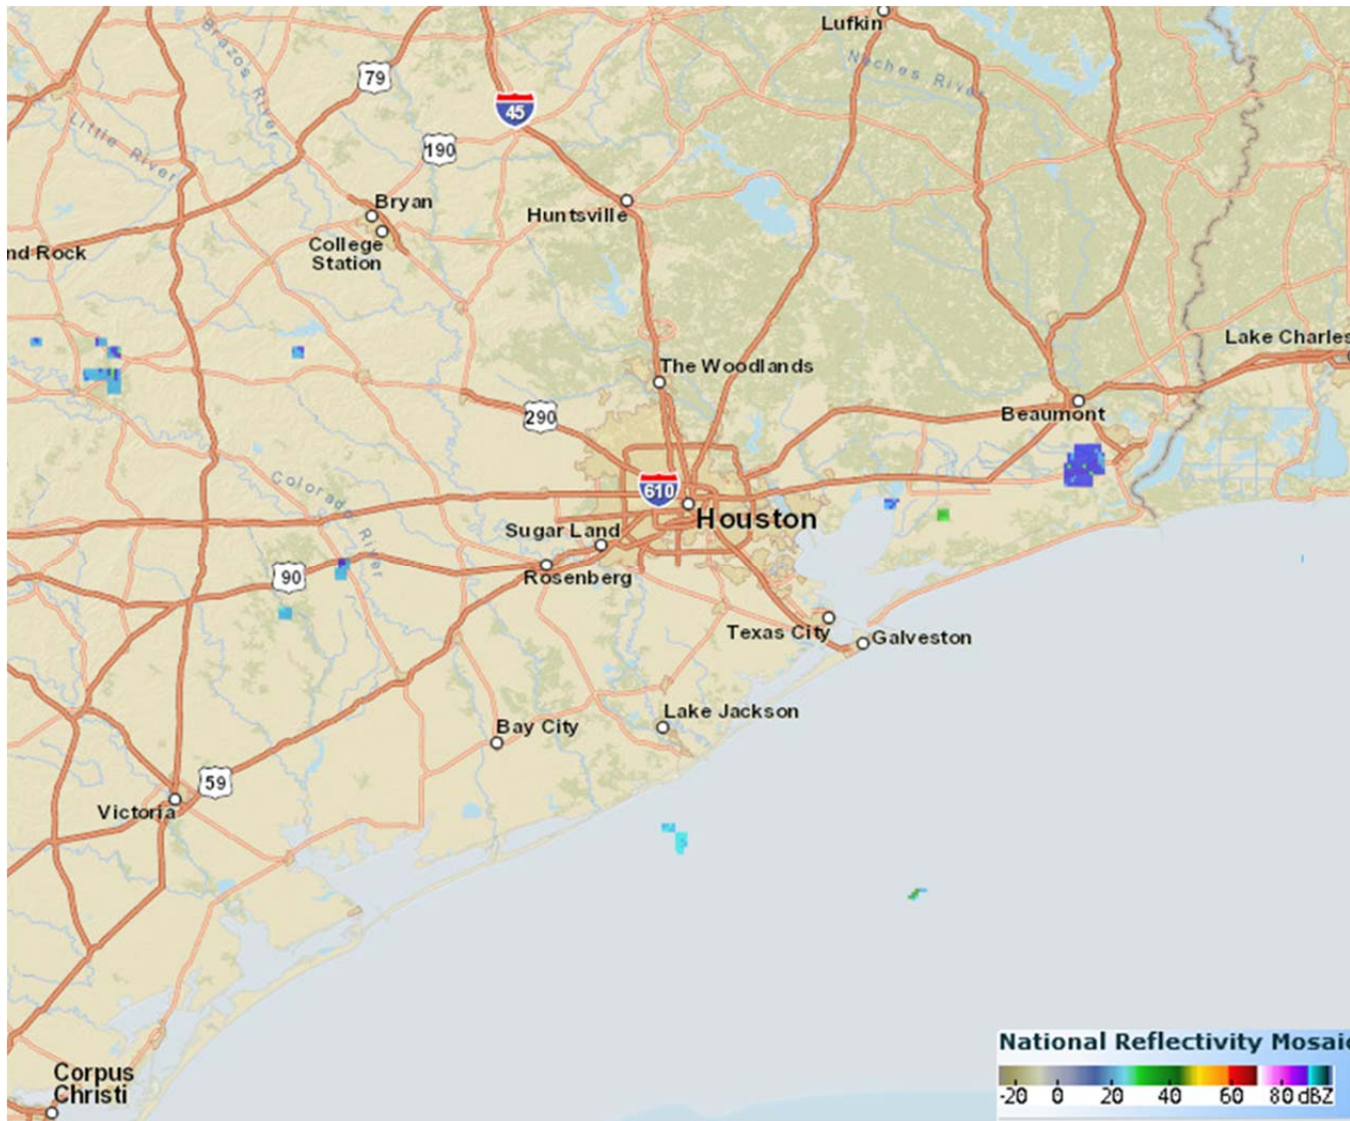 Lufkin
Neches River
Brazos River
79
45
Little River
190
Bryan
Huntsville
College
Station
nd Rock
Lake Charles
The Woodlands
290
Beaumont
610
Colorado River
Houston
Sugar Land
90
Rosenberg
Texas City
Galveston
Lake Jackson
Bay City
59
Victoria
National Reflectivity Mosaic
Corpus
Christi
-20 0 20 40 60 80 dBZ